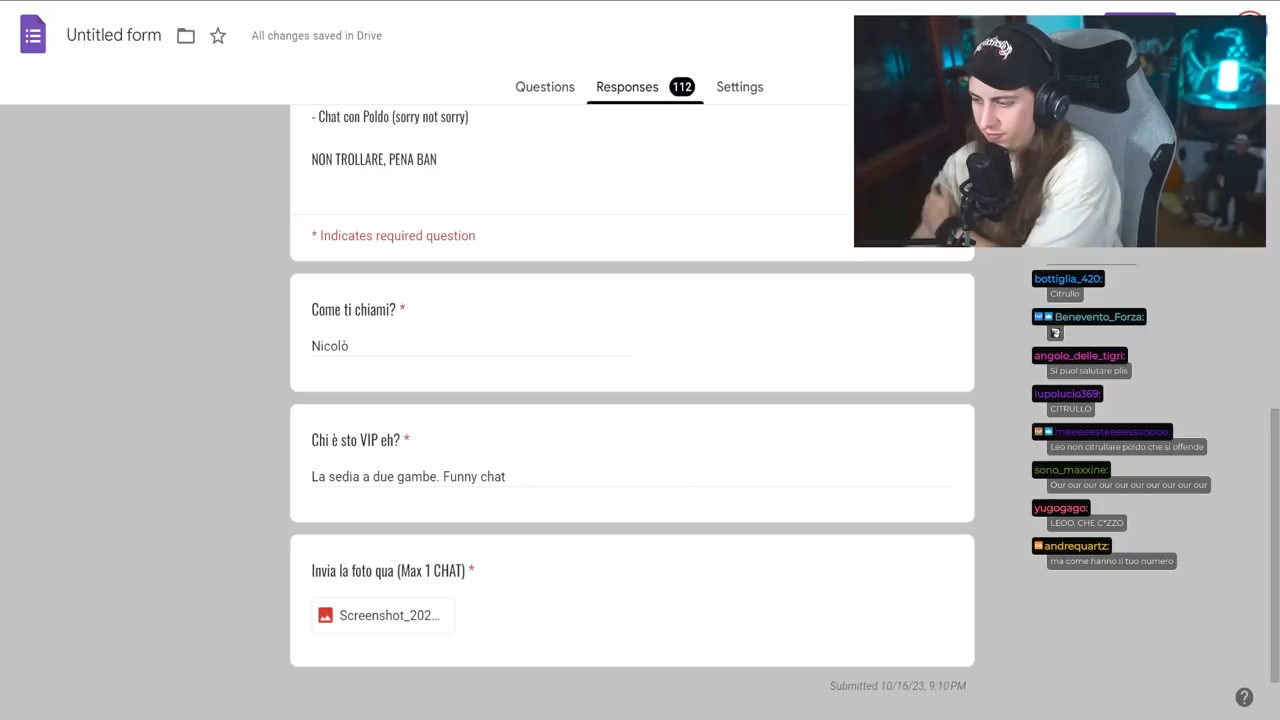 Untitled form
All changes saved in Drive
Questions
Responses 112
Settings
- Chat con Poldo (sorry not sorry)
NON TROLLARE, PENA BAN
* Indicates required question
Come ti chiami? *
Nicolò
Chi è sto VIP eh? *
La sedia a due gambe. Funny chat
Invia la foto qua (Max 1 CHAT) *
Screenshot_202...
Submitted 10/16/23, 9:10 PM
bottiglia_420:
Citrullo
Benevento_Forza:
angolo_delle_tigri:
Si puoi salutare plis
lupolucio369:
CITRULLO
meeeeesteeeesssoooo:
Leo non citrullare poldo che si offende
sono_maxxine:
Our our our our our our our our our our
yugogago:
LEOO. CHE C*ZZO
andrequartz:
ma come hanno il tuo numero